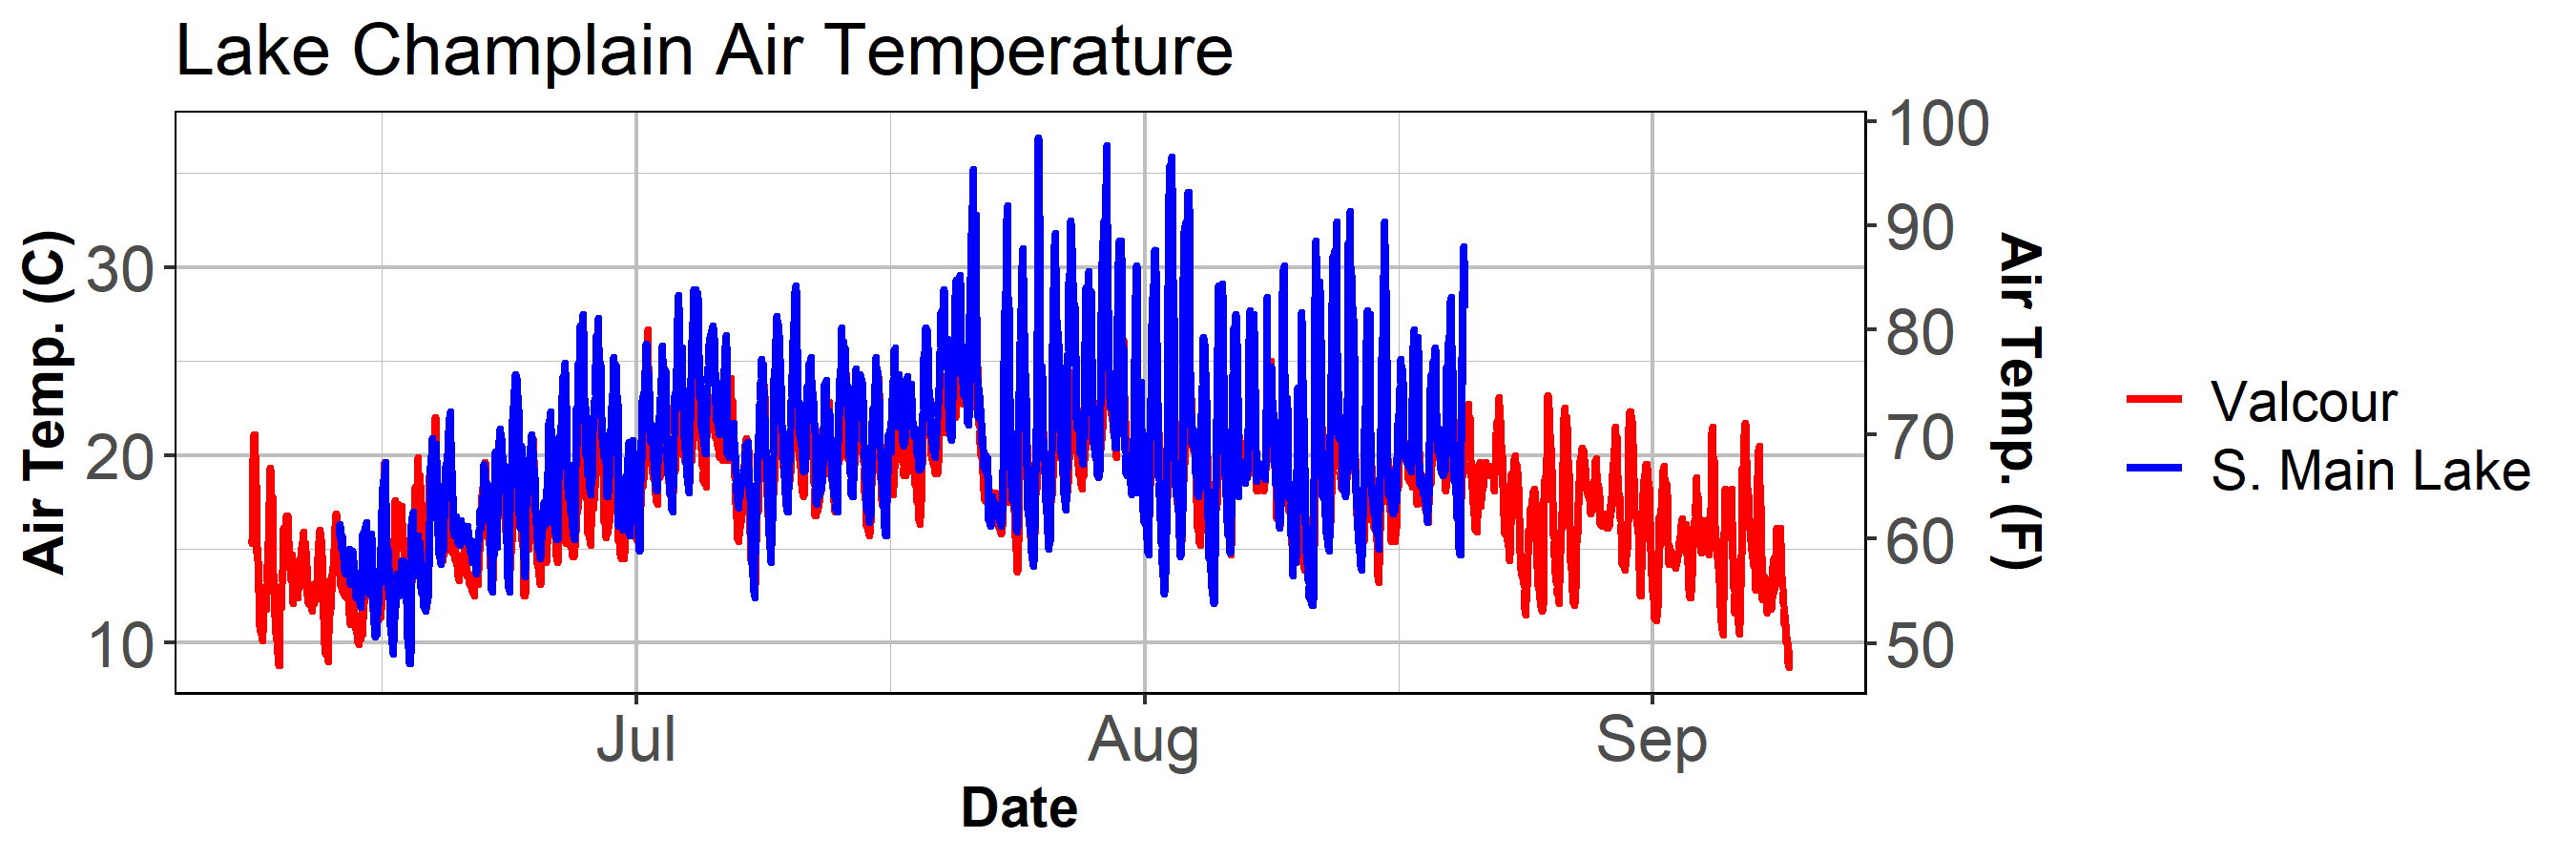 Lake Champlain Air Temperature
Air Temp. (C)
30
20
10
100
90
80
70
60
50
Air Temp. (F)
Jul
Aug
Sep
Date
Valcour
S. Main Lake